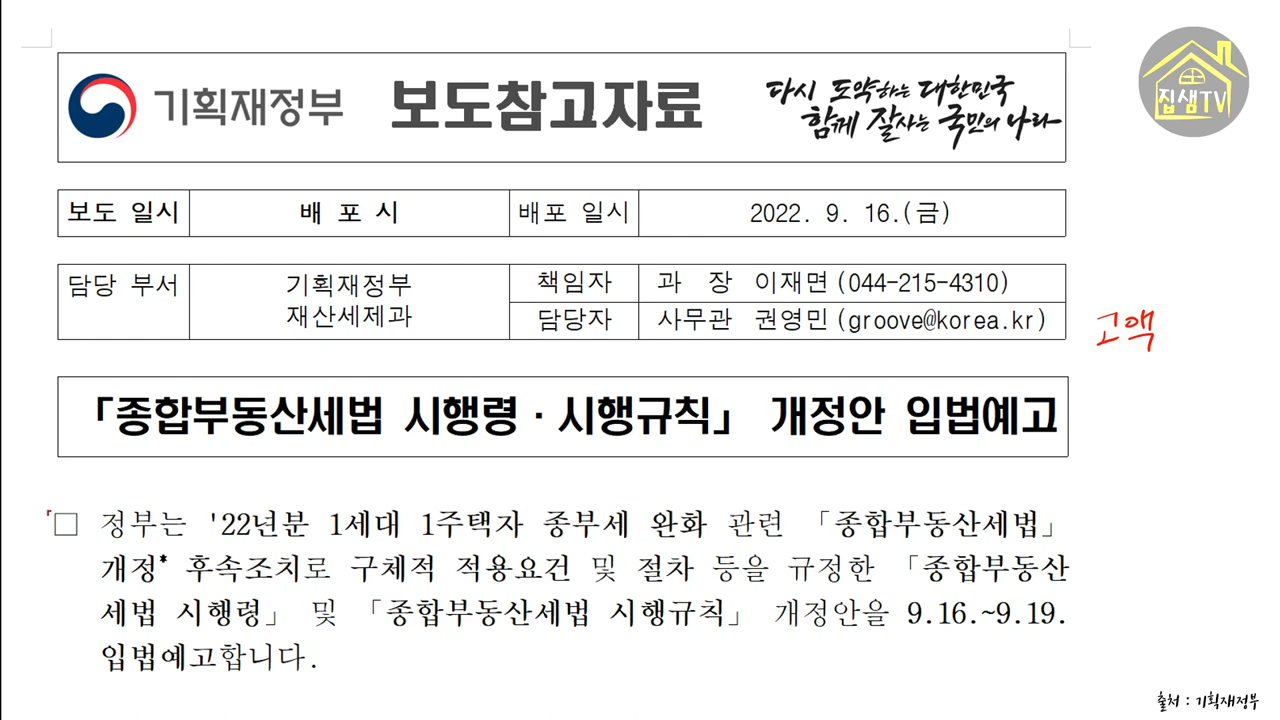 기획재정부
보도참고자료
다시 도약하는 대한민국
함께 잘사는 국민의 나라
집샘TV
보도 일시
배 포 시
배포 일시
2022. 9. 16.(금)
담당 부서
기획재정부
재산세제과
책임자
과 장 이재면(044-215-4310)
담당자
사무관 권영민(groove@korea.kr)
고액
「종합부동산세법 시행령·시행규칙」 개정안 입법예고
□ 정부는 '22년분 1세대 1주택자 종부세 완화 관련 「종합부동산세법」
개정* 후속조치로 구체적 적용요건 및 절차 등을 규정한 「종합부동산
세법 시행령」 및 「종합부동산세법 시행규칙」 개정안을 9.16.~9.19.
입법예고합니다.
출처 : 기획재정부